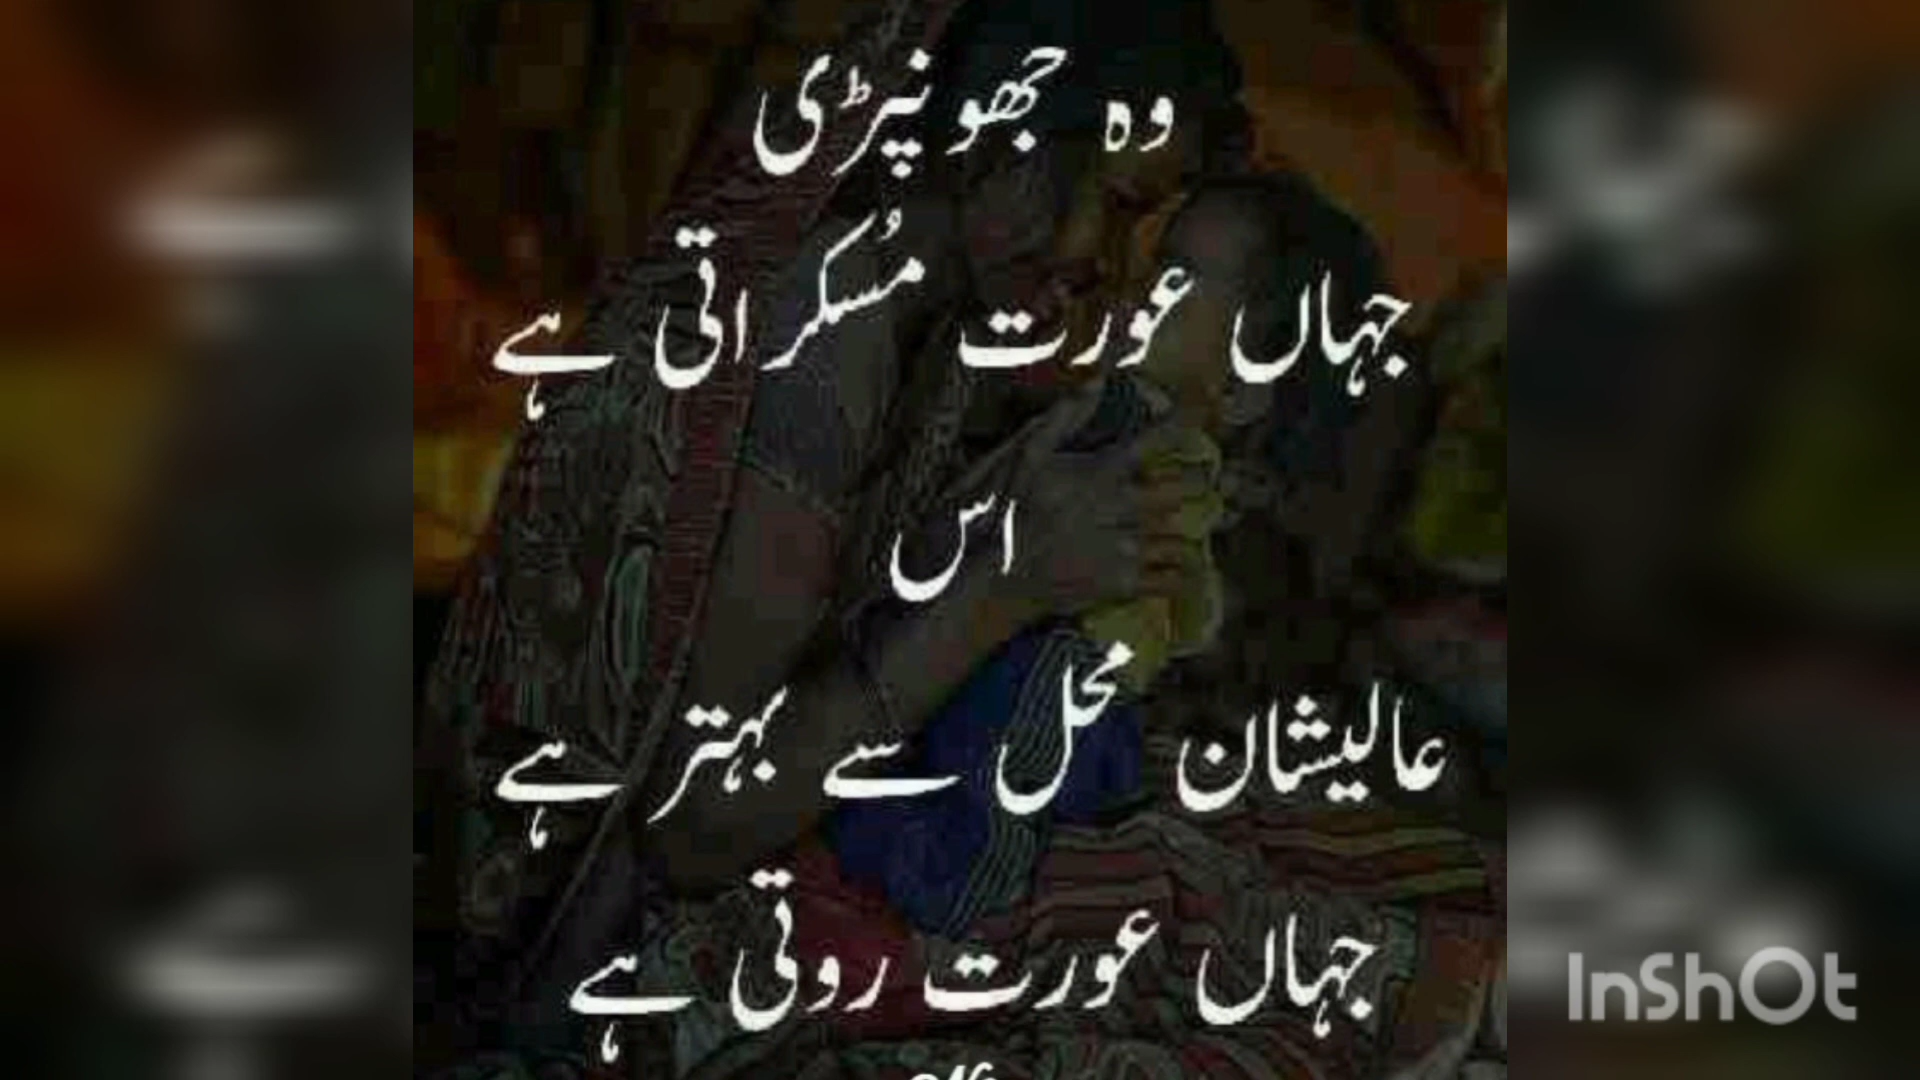 وہ جھونپڑی
جہاں عورت مُسکراتی ہے
اس
عالیشان محل سے بہتر ہے
جہاں عورت روتی ہے
InShOt